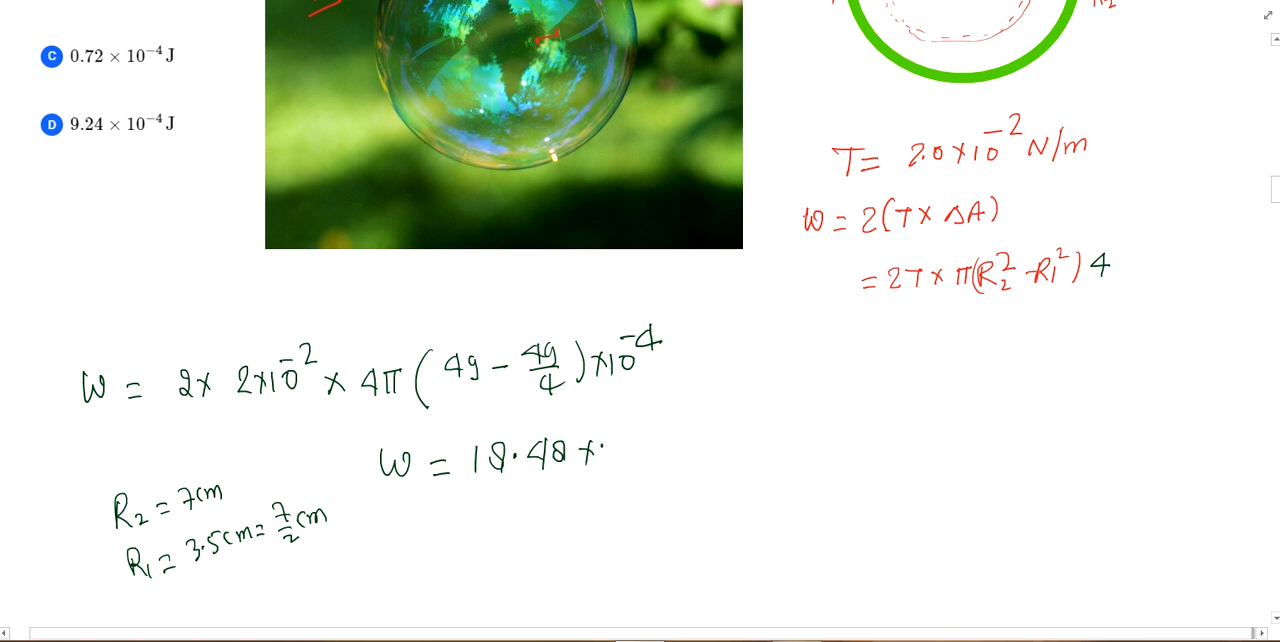 C 0.72 × 10⁻⁴ J
D 9.24 × 10⁻⁴ J
T = 2.0 × 10⁻² N/m
W = 2(T × ΔA)
= 2T × π(R₂² - R₁²) 4
W = 2 × 2×10⁻² × 4π (49 - 49/4) × 10⁻⁴
W = 18.48 ×
R₂ = 7cm
R₁ = 3.5cm = 7/2 cm